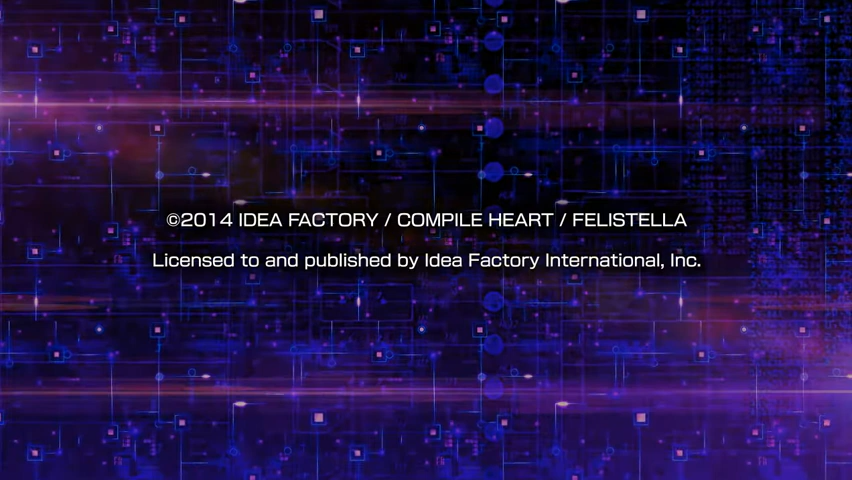 ©2014 IDEA FACTORY / COMPILE HEART / FELISTELLA
Licensed to and published by Idea Factory International, Inc.